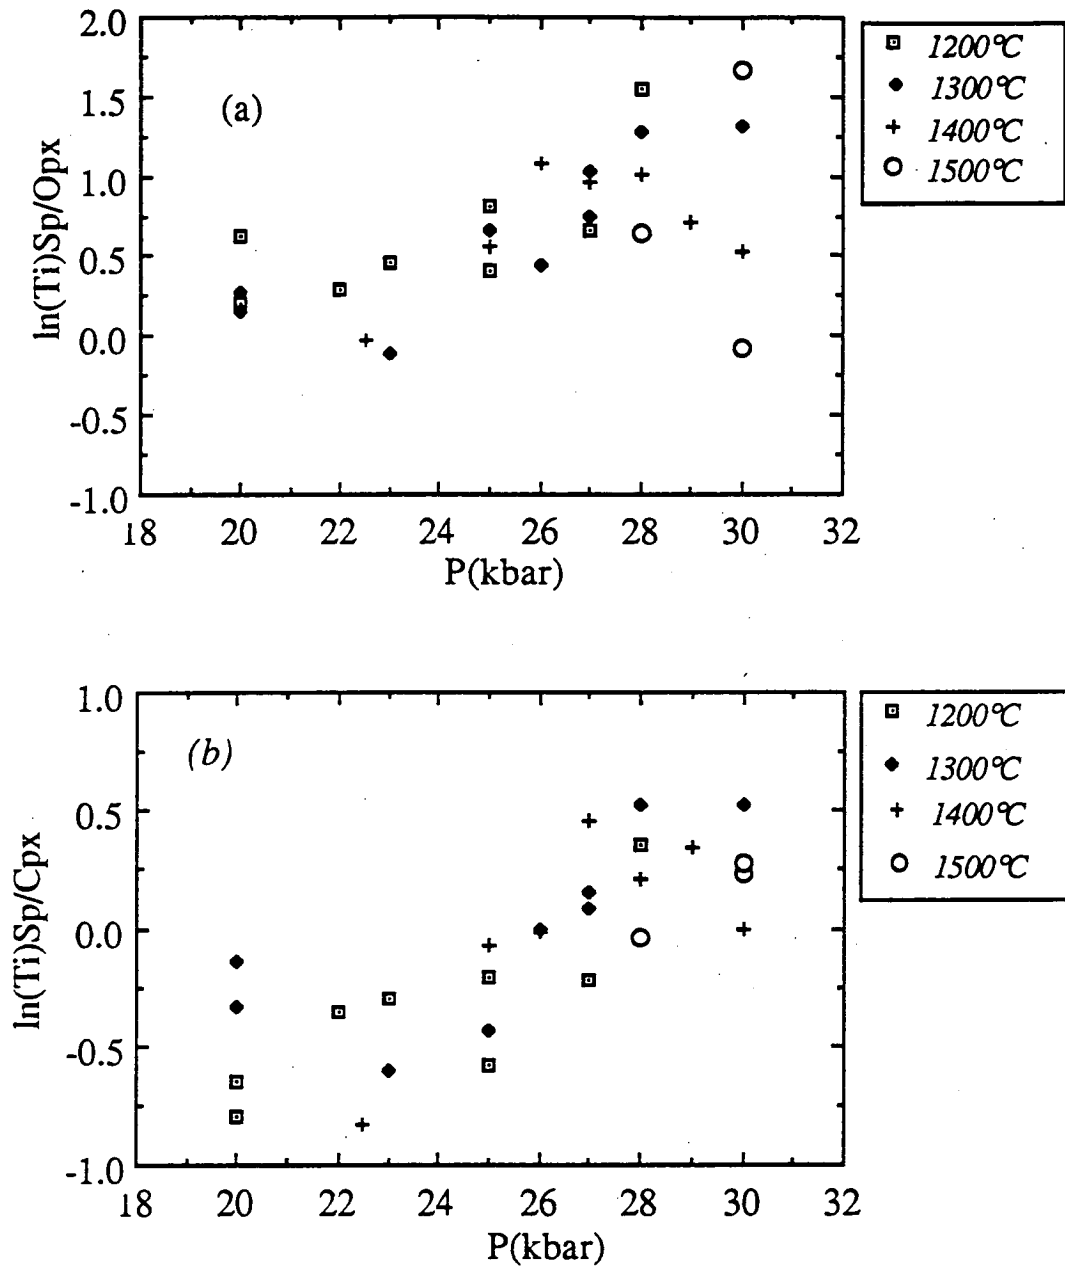 2.0
1.5
1.0
0.5
0.0
-0.5
-1.0
ln(Ti)Sp/Opx
(a)
18 20 22 24 26 28 30 32
P(kbar)
1200°C
1300°C
1400°C
1500°C
1.0
0.5
0.0
-0.5
-1.0
ln(Ti)Sp/Cpx
(b)
18 20 22 24 26 28 30 32
P(kbar)
1200°C
1300°C
1400°C
1500°C